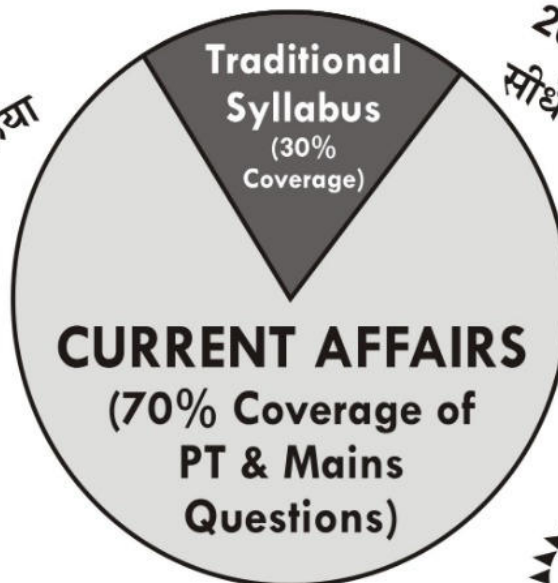 Traditional
Syllabus
(30%
Coverage)
CURRENT AFFAIRS
(70% Coverage of
PT & Mains
Questions)